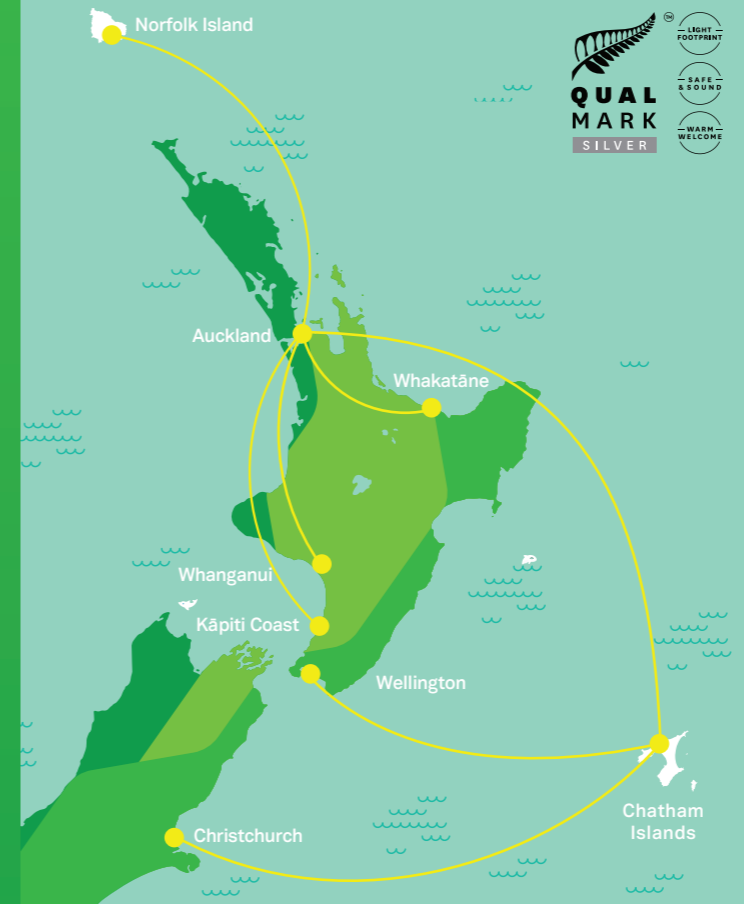 Norfolk Island
QUAL
MARK
SILVER
TM
LIGHT
FOOTPRINT
SAFE
& SOUND
WARM
WELCOME
Auckland
Whakatāne
Whanganui
Kāpiti Coast
Wellington
Chatham
Islands
Christchurch